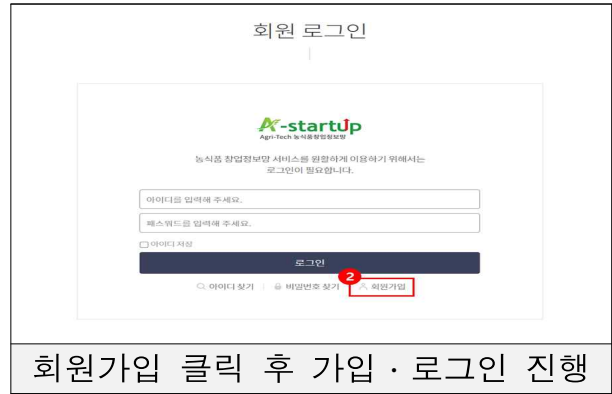 회원 로그인
A-startUp
Agri-Tech 농식품창업정보망
농식품 창업정보망 서비스를 원활하게 이용하기 위해서는
로그인이 필요합니다.
아이디를 입력해 주세요.
패스워드를 입력해 주세요.
아이디 저장
로그인
2
아이디 찾기 비밀번호 찾기 회원가입
회원가입 클릭 후 가입·로그인 진행